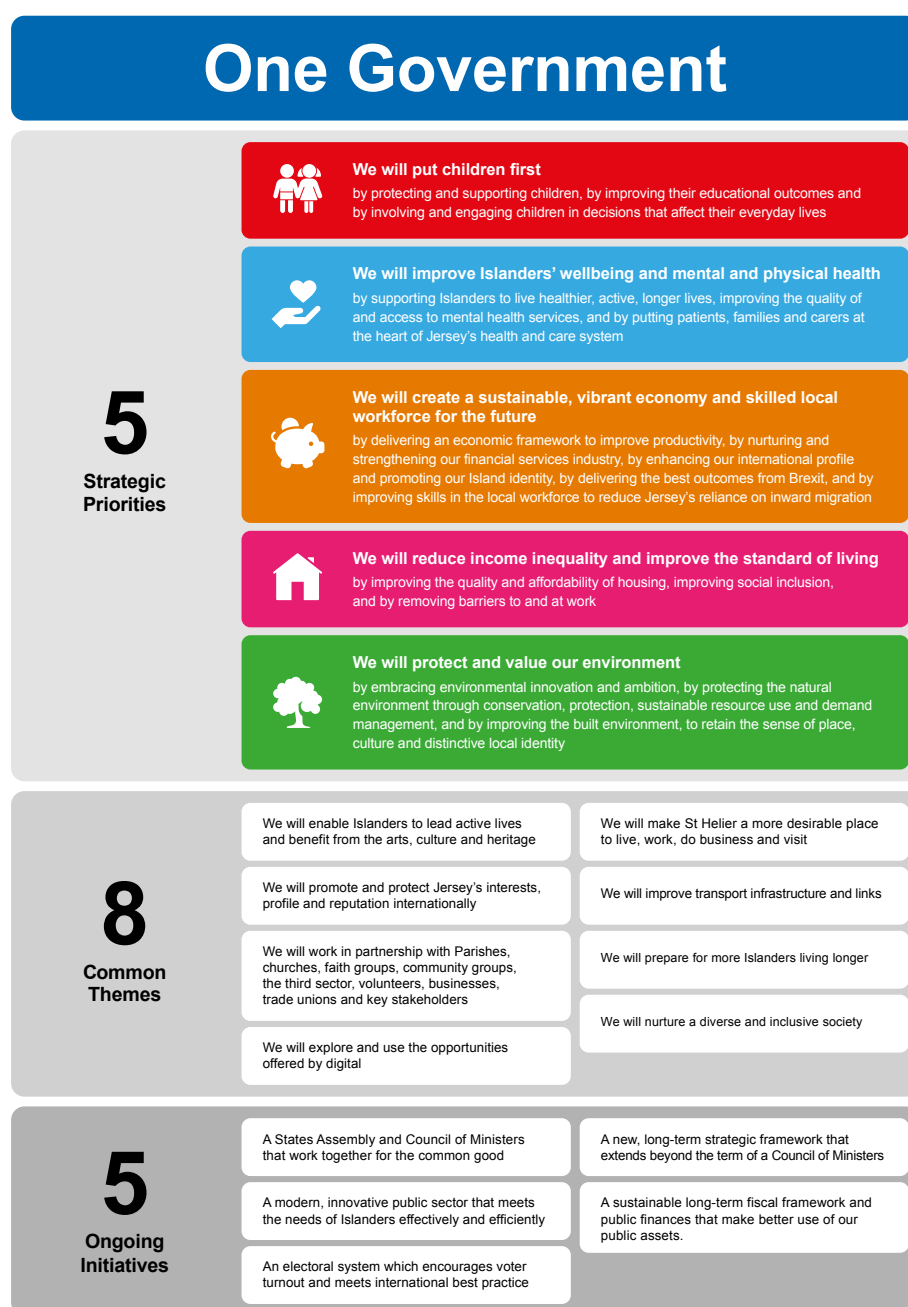 One Government
5
Strategic
Priorities
We will put children first
by protecting and supporting children, by improving their educational outcomes and
by involving and engaging children in decisions that affect their everyday lives
We will improve Islanders' wellbeing and mental and physical health
by supporting Islanders to live healthier, active, longer lives, improving the quality of
and access to mental health services, and by putting patients, families and carers at
the heart of Jersey's health and care system
We will create a sustainable, vibrant economy and skilled local
workforce for the future
by delivering an economic framework to improve productivity, by nurturing and
strengthening our financial services industry, by enhancing our international profile
and promoting our Island identity, by delivering the best outcomes from Brexit, and by
improving skills in the local workforce to reduce Jersey's reliance on inward migration
We will reduce income inequality and improve the standard of living
by improving the quality and affordability of housing, improving social inclusion,
and by removing barriers to and at work
We will protect and value our environment
by embracing environmental innovation and ambition, by protecting the natural
environment through conservation, protection, sustainable resource use and demand
management, and by improving the built environment, to retain the sense of place,
culture and distinctive local identity
8
Common
Themes
We will enable Islanders to lead active lives
and benefit from the arts, culture and heritage
We will promote and protect Jersey's interests,
profile and reputation internationally
We will work in partnership with Parishes,
churches, faith groups, community groups,
the third sector, volunteers, businesses,
trade unions and key stakeholders
We will explore and use the opportunities
offered by digital
We will make St Helier a more desirable place
to live, work, do business and visit
We will improve transport infrastructure and links
We will prepare for more Islanders living longer
We will nurture a diverse and inclusive society
5
Ongoing
Initiatives
A States Assembly and Council of Ministers
that work together for the common good
A modern, innovative public sector that meets
the needs of Islanders effectively and efficiently
An electoral system which encourages voter
turnout and meets international best practice
A new, long-term strategic framework that
extends beyond the term of a Council of Ministers
A sustainable long-term fiscal framework and
public finances that make better use of our
public assets.